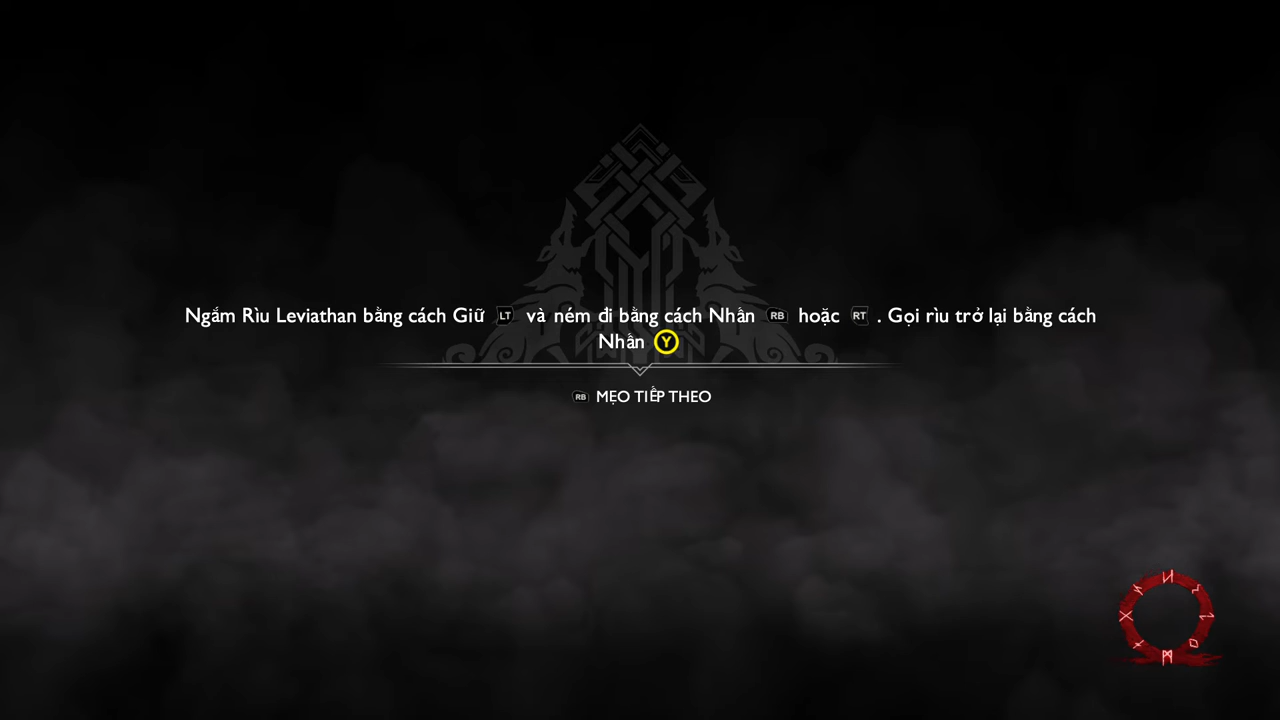 Ngắm Rìu Leviathan bằng cách Giữ LT và ném đi bằng cách Nhấn RB hoặc RT . Gọi rìu trở lại bằng cách
Nhấn Y
RB MẸO TIẾP THEO